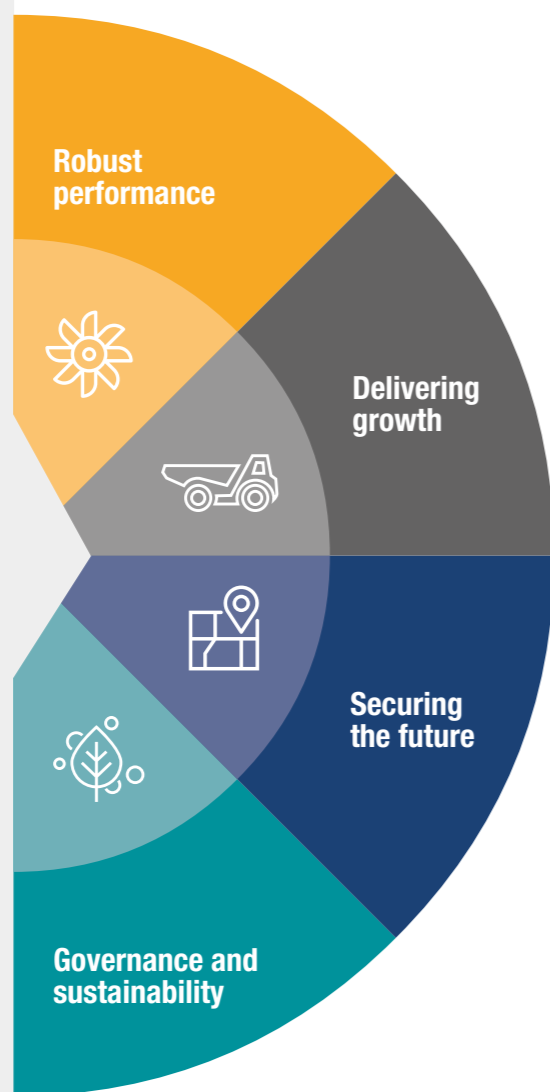 Robust
performance
Delivering
growth
Securing
the future
Governance and
sustainability